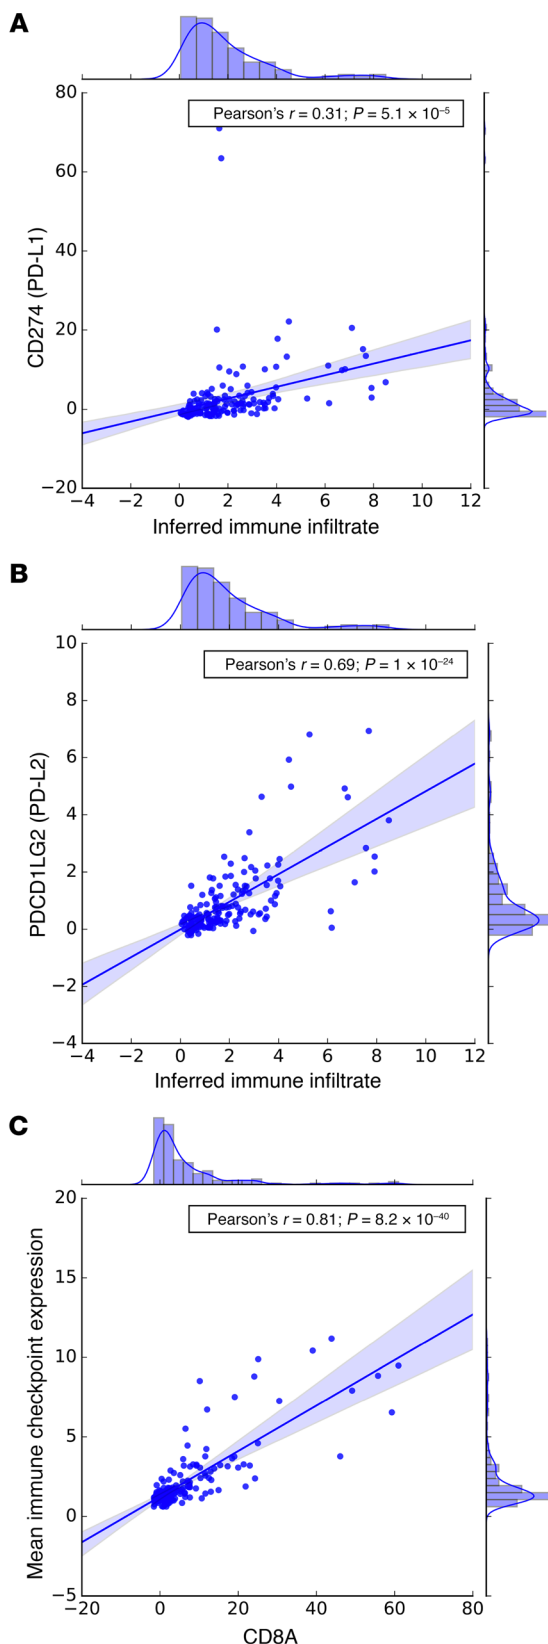 A
Pearson's r = 0.31; P = 5.1 × 10⁻⁵
80
60
40
20
0
−20
CD274 (PD-L1)
−4 −2 0 2 4 6 8 10 12
Inferred immune infiltrate
B
Pearson's r = 0.69; P = 1 × 10⁻²⁴
10
8
6
4
2
0
−2
−4
PDCD1LG2 (PD-L2)
−4 −2 0 2 4 6 8 10 12
Inferred immune infiltrate
C
Pearson's r = 0.81; P = 8.2 × 10⁻⁴⁰
20
15
10
5
0
−5
Mean immune checkpoint expression
−20 0 20 40 60 80
CD8A